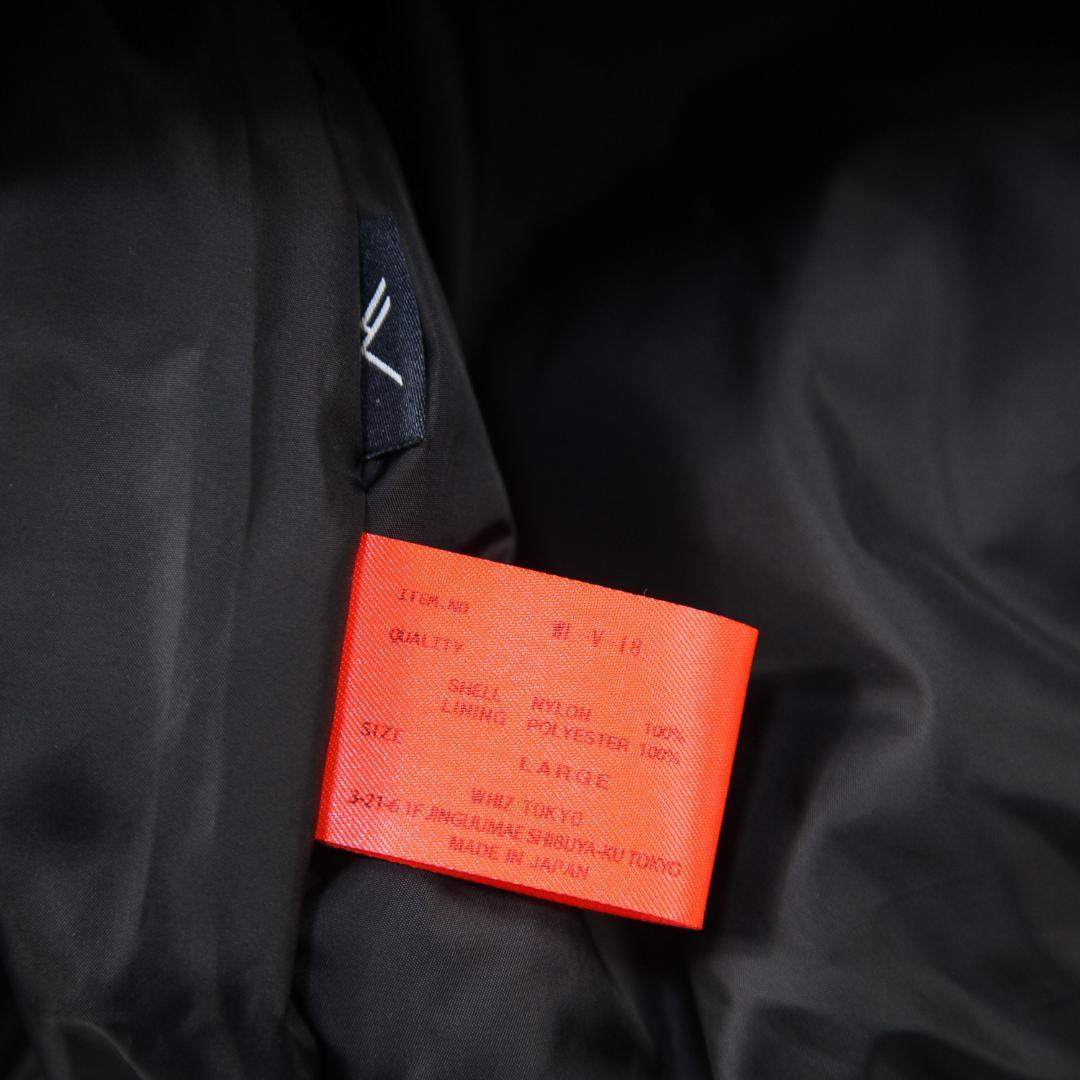 ITEM.NO
-V-18
QUALITY
SHELL NYLON 100%
LINING POLYESTER 100%
SIZE
LARGE
WHIZ TOKYO
3-21-6 1F JINGUUMAE SHIBUYA-KU TOKYO
MADE IN JAPAN